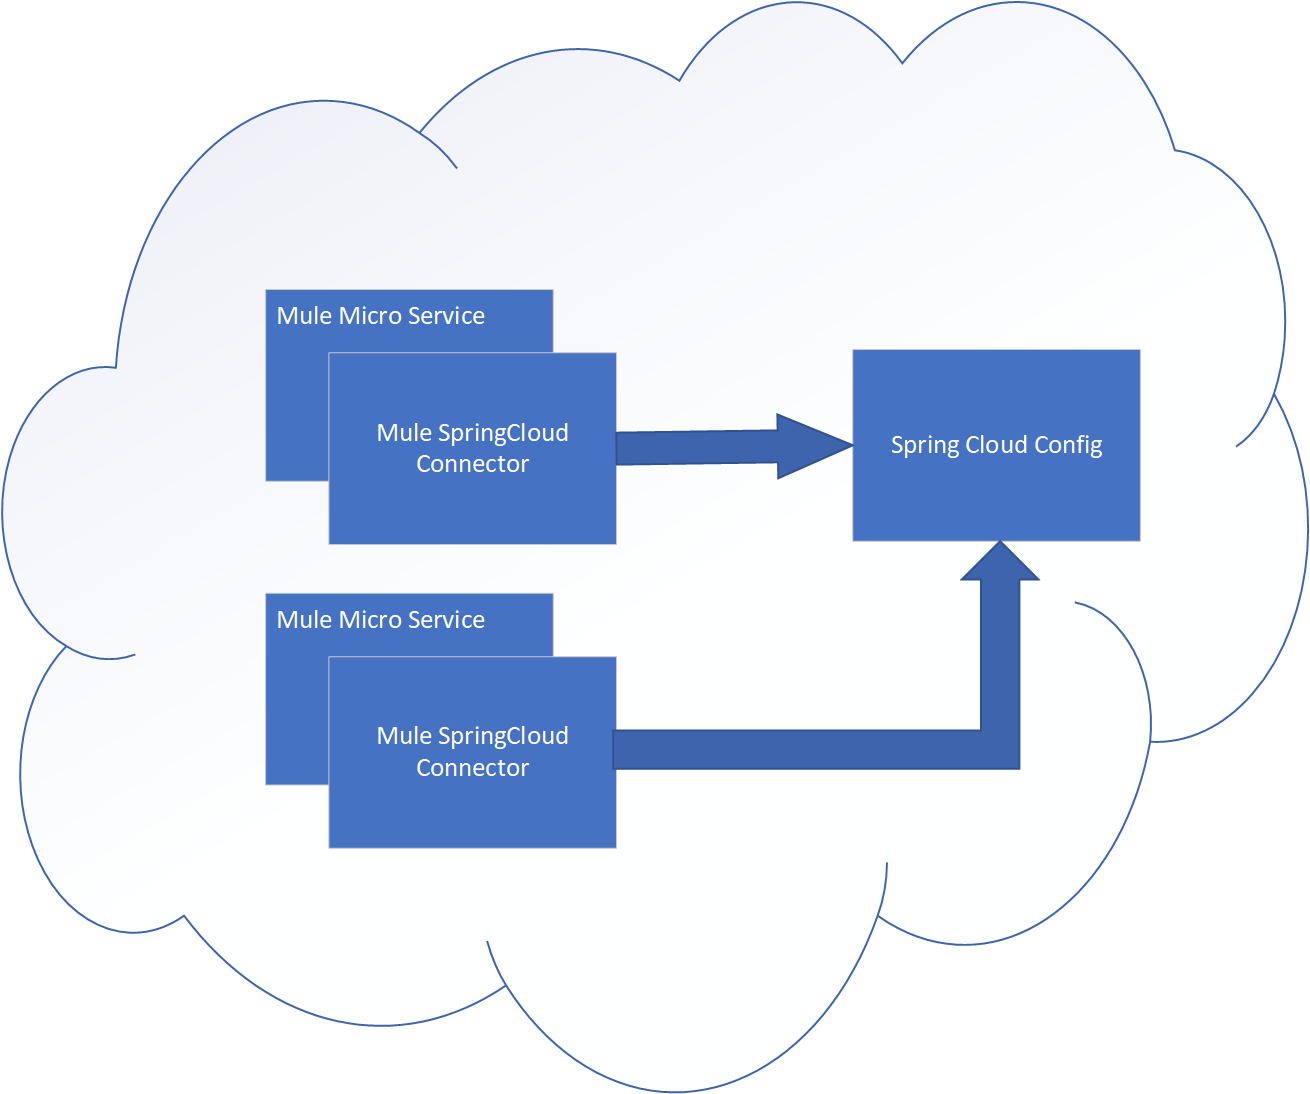 Mule Micro Service
Mule SpringCloud
Connector
Spring Cloud Config
Mule Micro Service
Mule SpringCloud
Connector